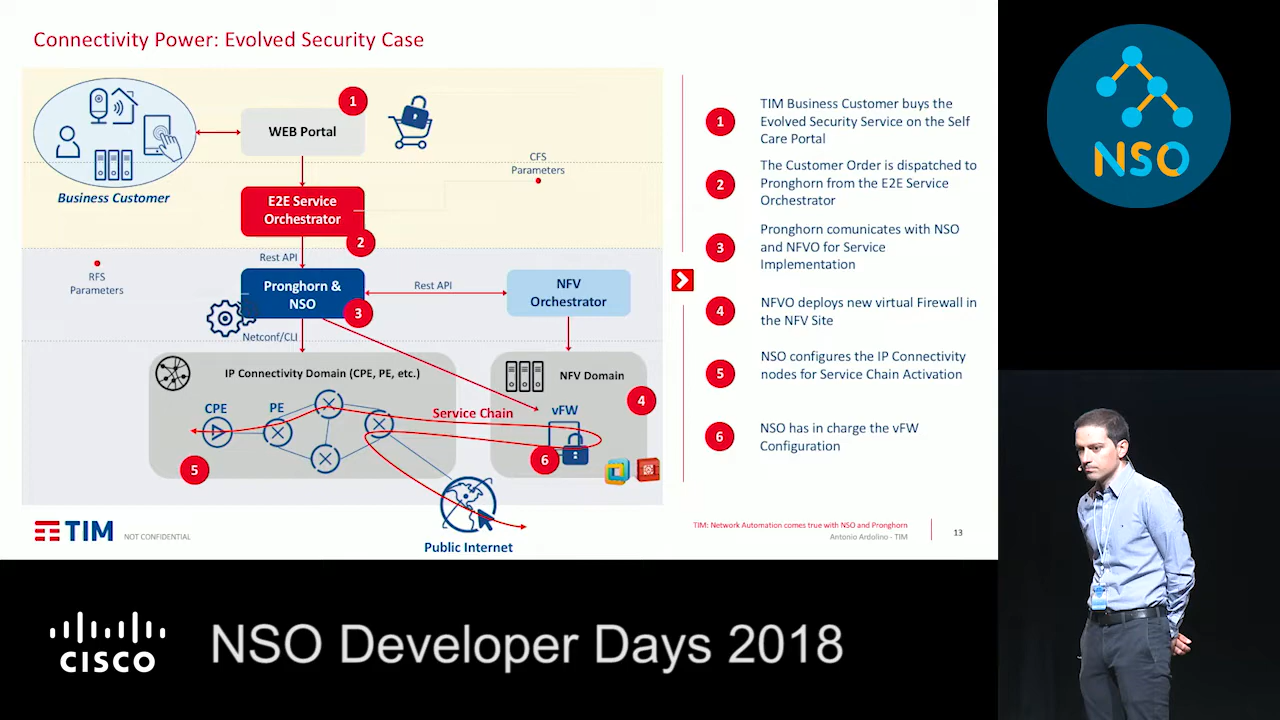 Connectivity Power: Evolved Security Case
1
WEB Portal
Business Customer
CFS
Parameters
E2E Service
Orchestrator
2
Rest API
RFS
Parameters
Pronghorn &
NSO
3
Rest API
NFV
Orchestrator
Netconf/CLI
IP Connectivity Domain (CPE, PE, etc.)
NFV Domain
4
CPE
PE
Service Chain
vFW
5
6
Public Internet
1
TIM Business Customer buys the
Evolved Security Service on the Self
Care Portal
2
The Customer Order is dispatched to
Pronghorn from the E2E Service
Orchestrator
3
Pronghorn comunicates with NSO
and NFVO for Service
Implementation
4
NFVO deploys new virtual Firewall in
the NFV Site
5
NSO configures the IP Connectivity
nodes for Service Chain Activation
6
NSO has in charge the vFW
Configuration
TIM
NOT CONFIDENTIAL
TIM: Network Automation comes true with NSO and Pronghorn
Antonio Ardolino - TIM
13
NSO
CISCO
NSO Developer Days 2018